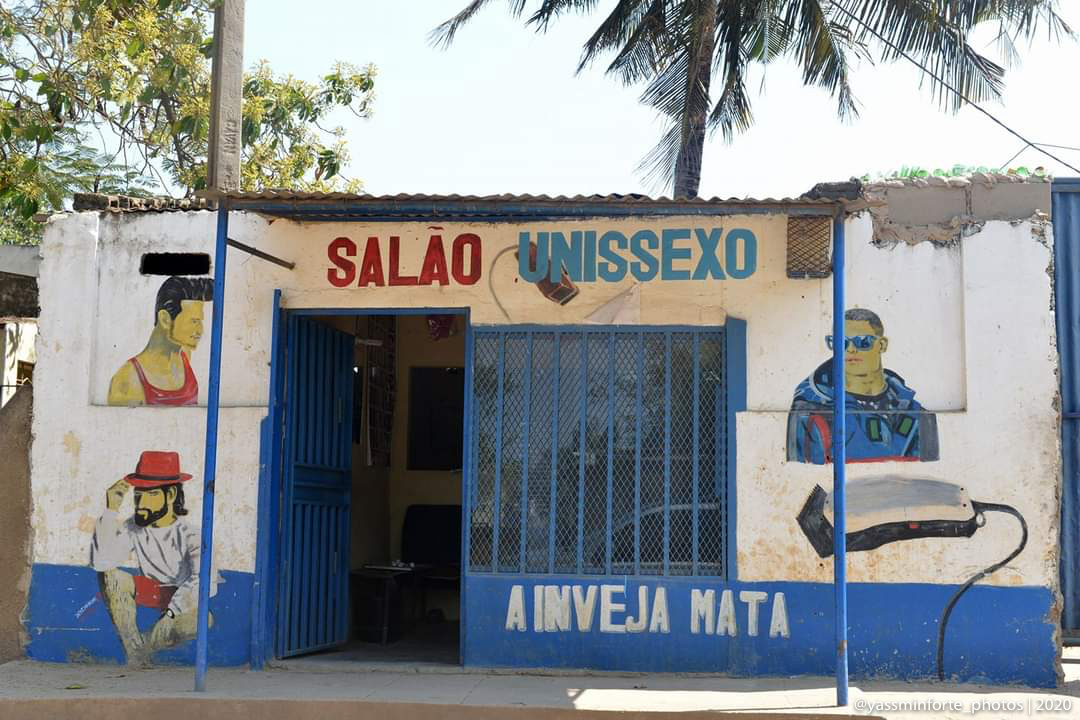 SALÃO UNISSEXO
A INVEJA MATA
@yassminforte_photos | 2020